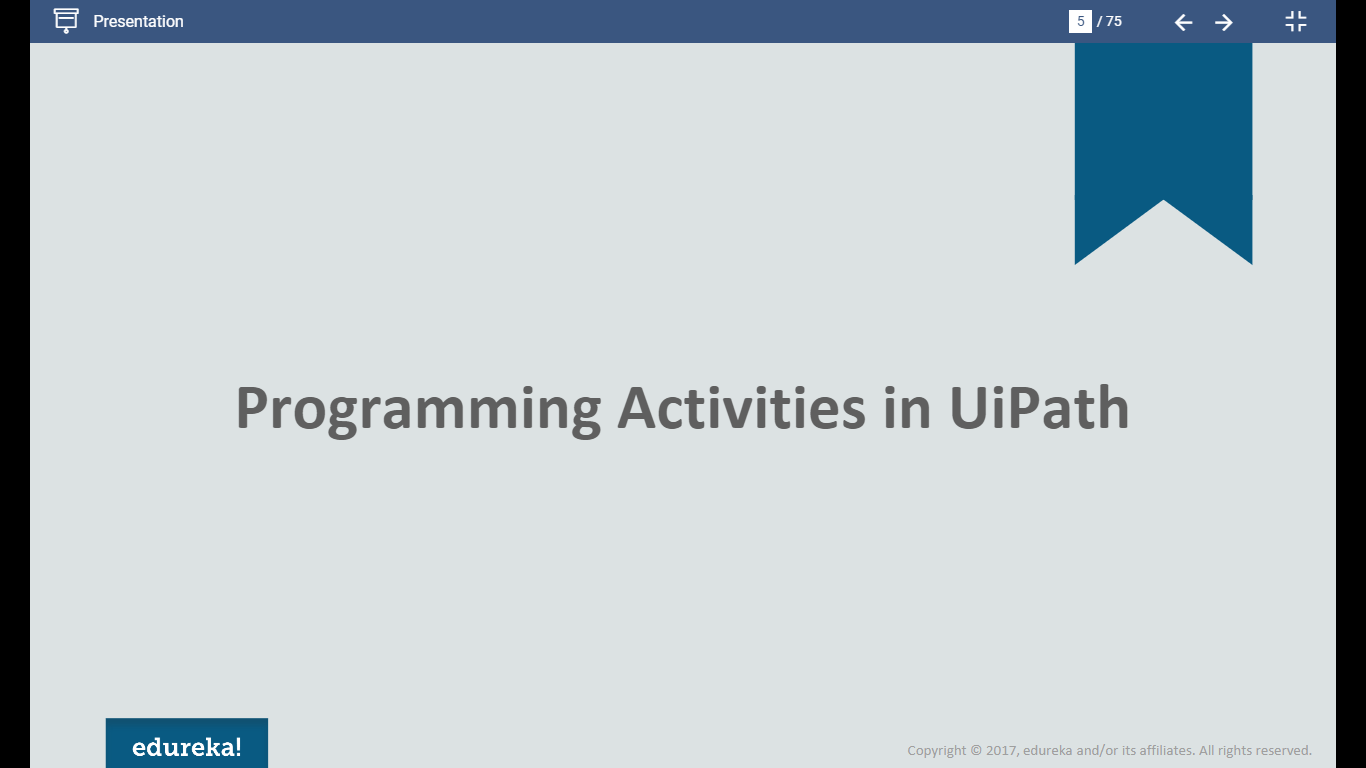 Presentation
5 / 75
Programming Activities in UiPath
edureka!
Copyright © 2017, edureka and/or its affiliates. All rights reserved.